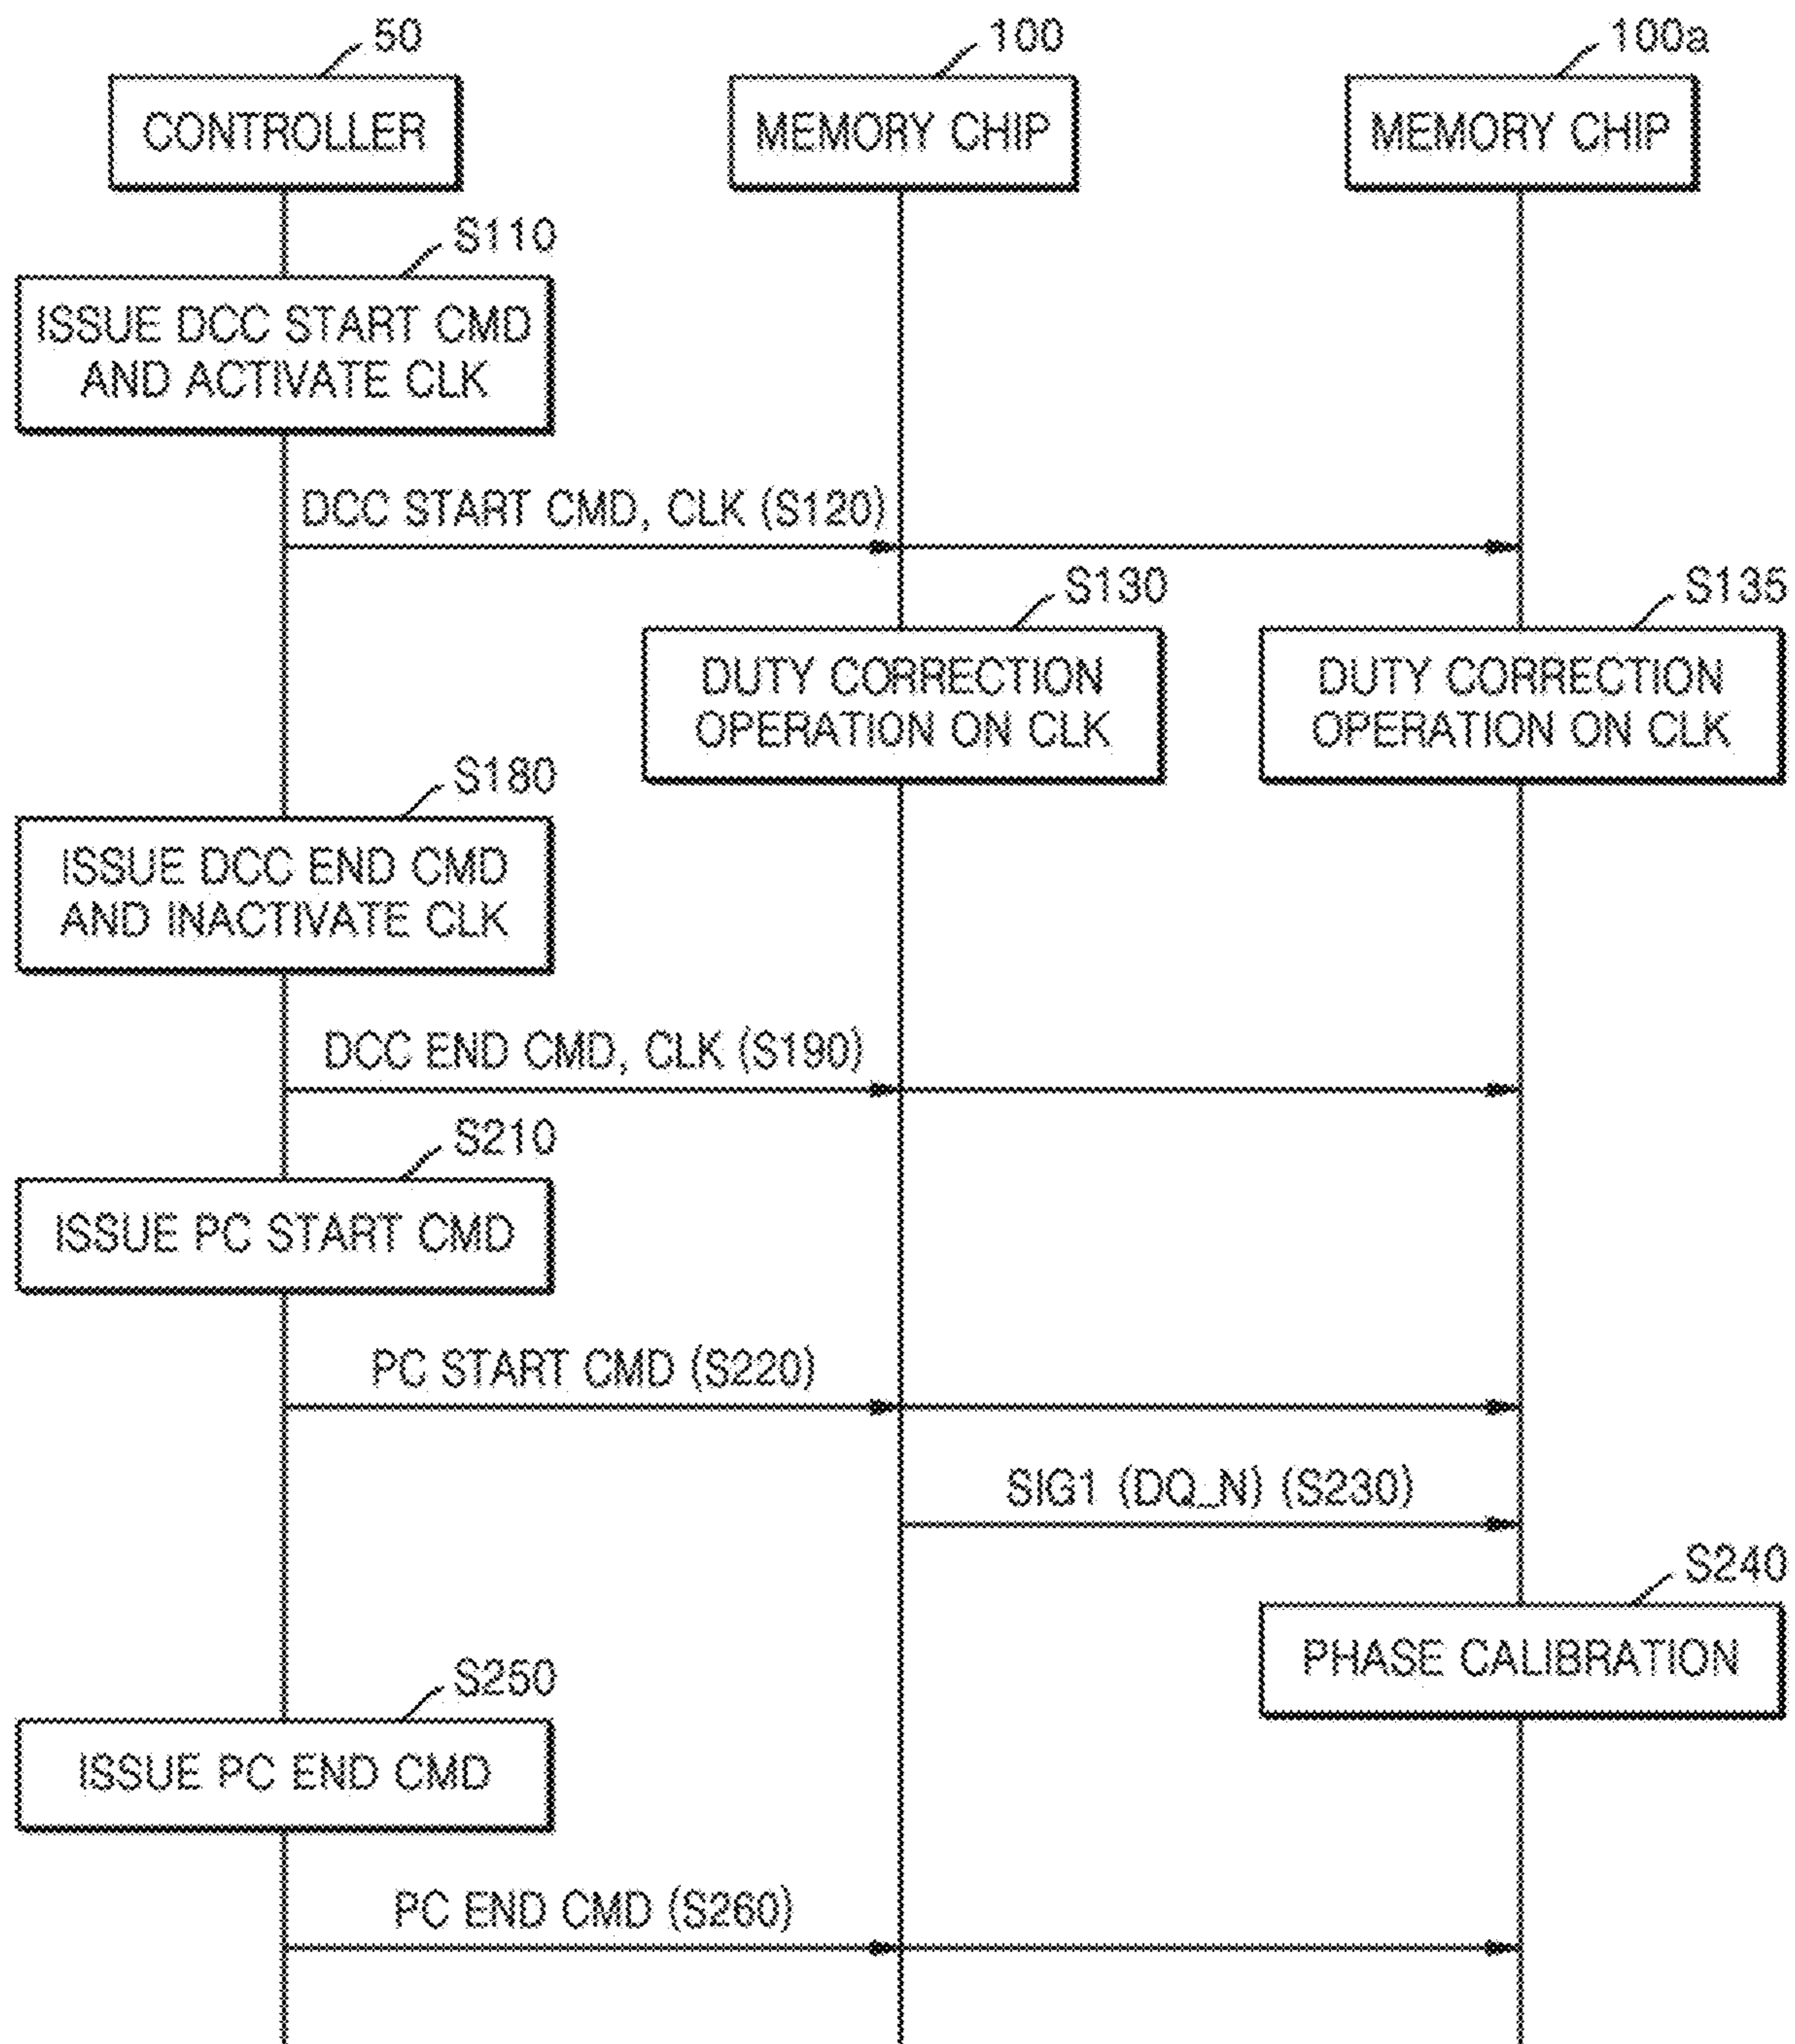 50
100
100a
CONTROLLER
MEMORY CHIP
MEMORY CHIP
S110
ISSUE DCC START CMD
AND ACTIVATE CLK
DCC START CMD, CLK (S120)
S130
S135
DUTY CORRECTION
OPERATION ON CLK
DUTY CORRECTION
OPERATION ON CLK
S180
ISSUE DCC END CMD
AND INACTIVATE CLK
DCC END CMD, CLK (S190)
S210
ISSUE PC START CMD
PC START CMD (S220)
SIG1 (DQ_N) (S230)
S240
PHASE CALIBRATION
S250
ISSUE PC END CMD
PC END CMD (S260)